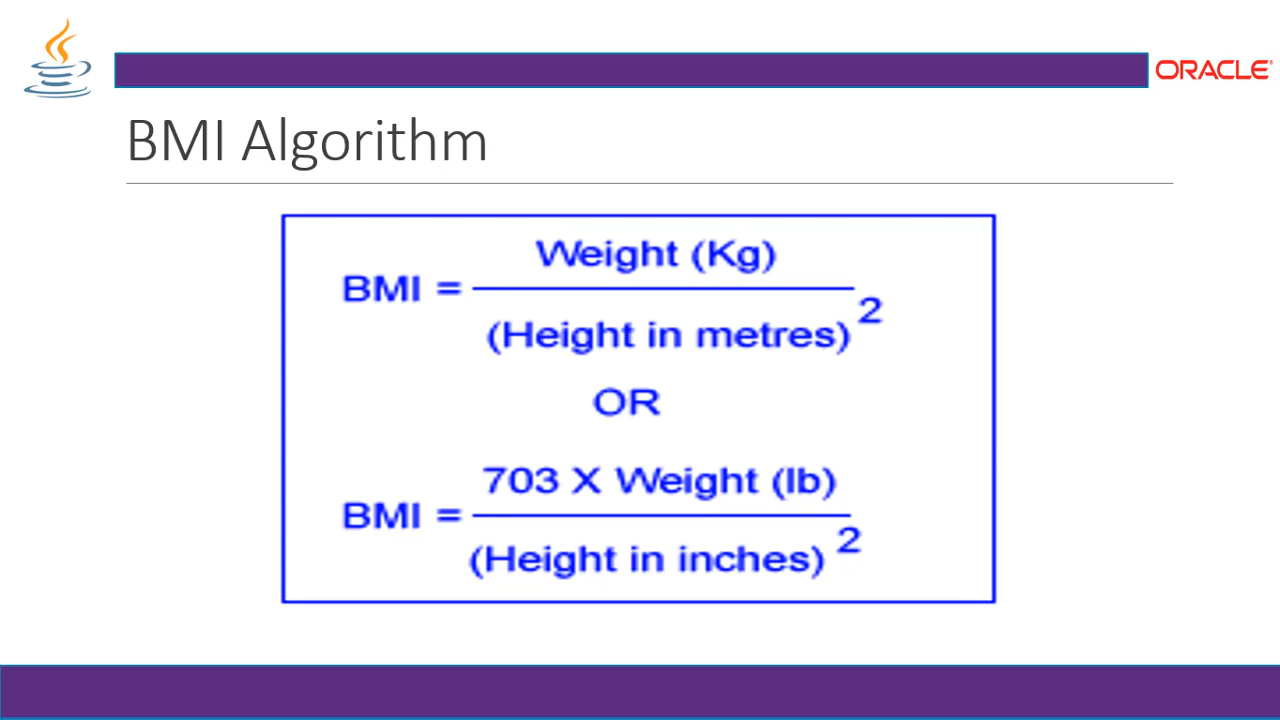 ORACLE®
BMI Algorithm
Weight (Kg)
BMI =
(Height in metres) 2
OR
703 X Weight (lb)
BMI =
(Height in inches) 2